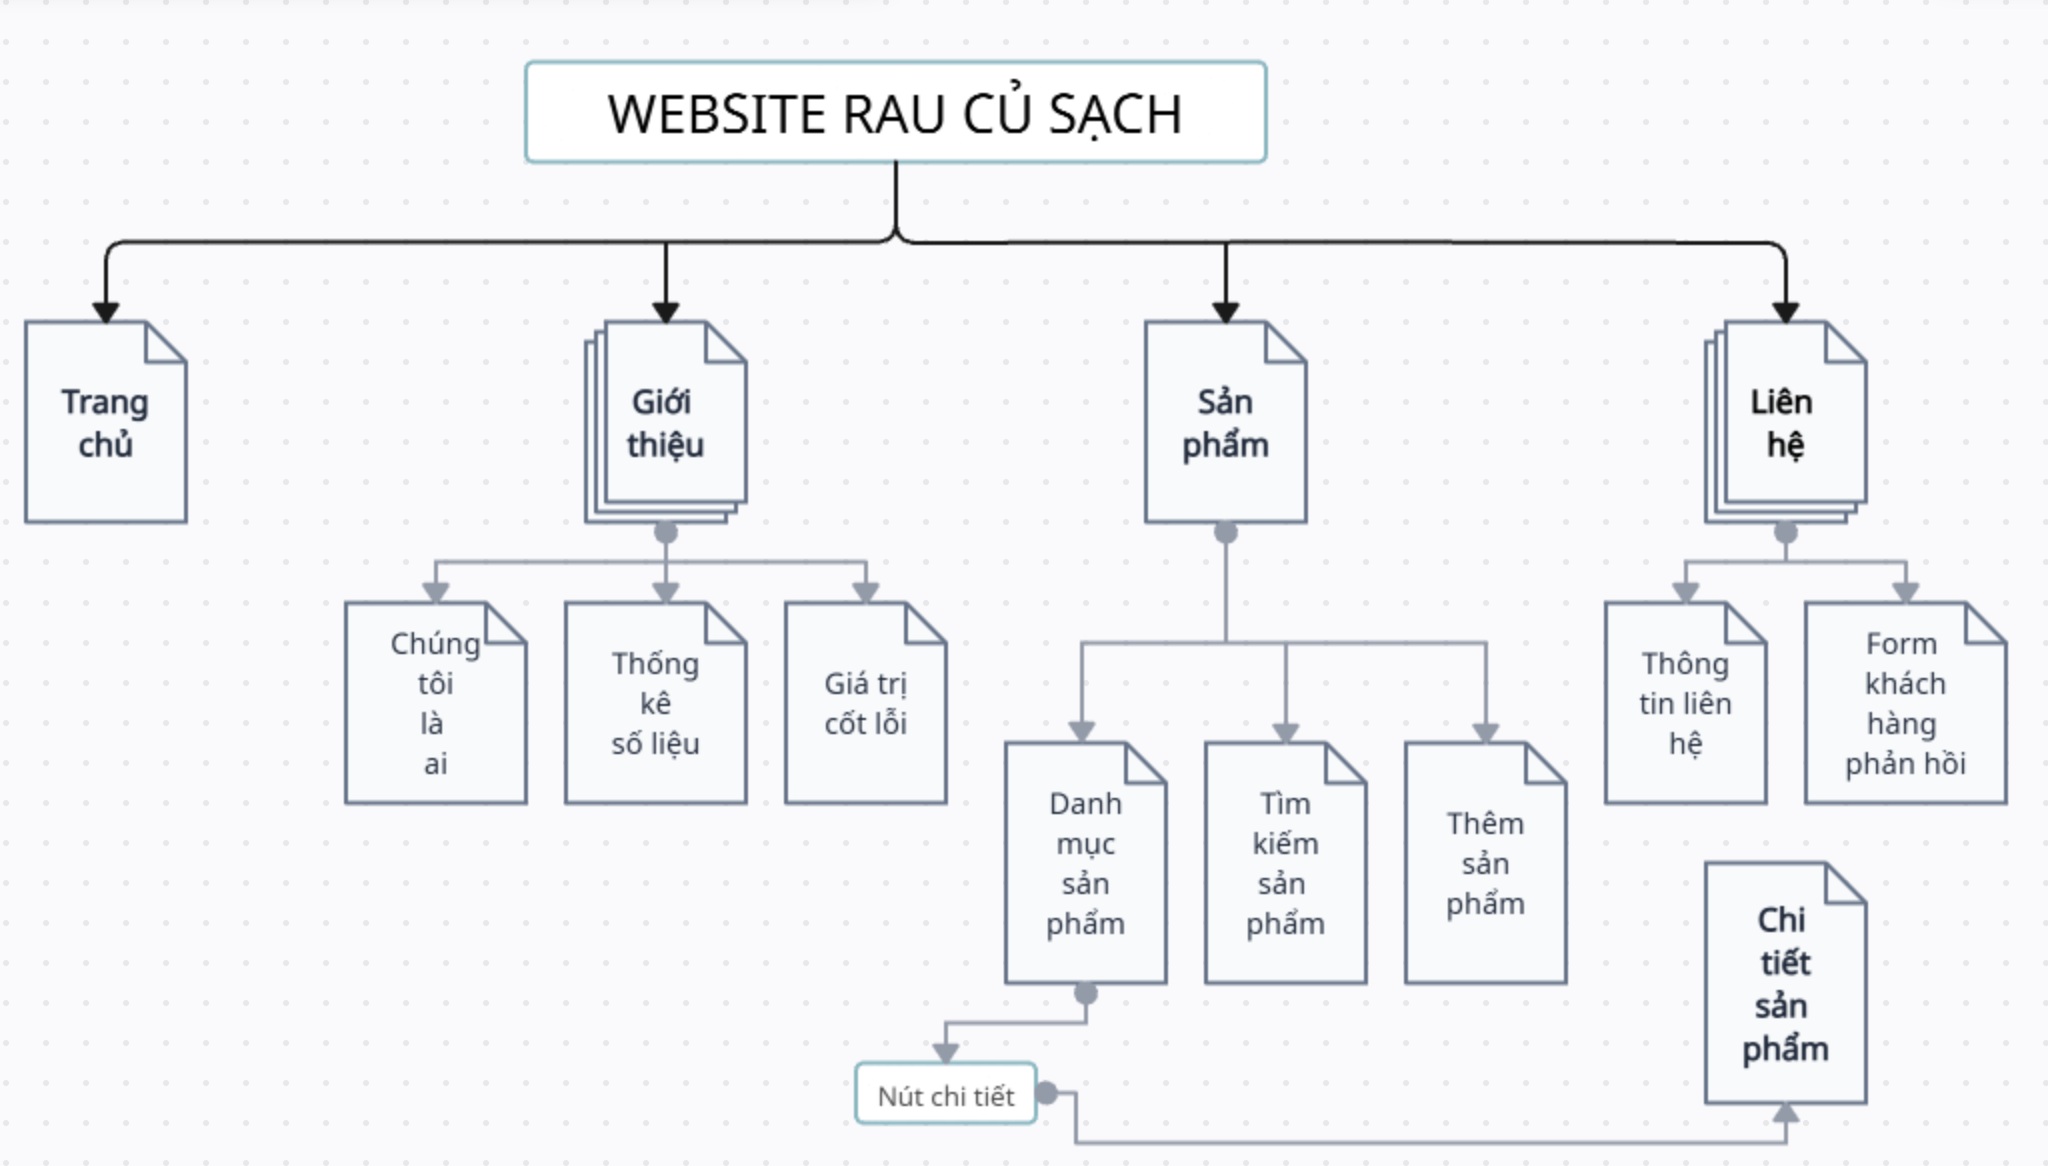 WEBSITE RAU CỦ SẠCH
Trang
chủ
Giới
thiệu
Sản
phẩm
Liên
hệ
Chúng
tôi
là
ai
Thống
kê
số liệu
Giá trị
cốt lỗi
Danh
mục
sản
phẩm
Tìm
kiếm
sản
phẩm
Thêm
sản
phẩm
Thông
tin liên
hệ
Form
khách
hàng
phản hồi
Nút chi tiết
Chi
tiết
sản
phẩm